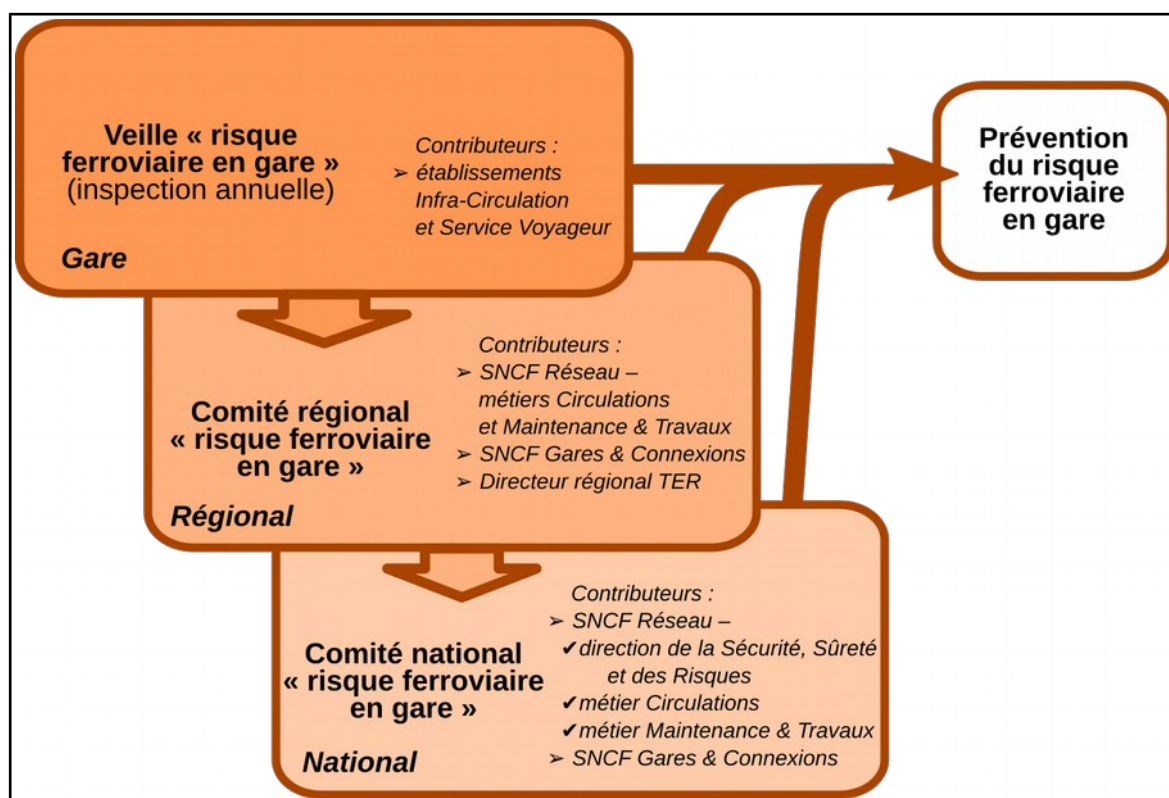 Veille « risque
ferroviaire en gare »
(inspection annuelle)
Gare
Contributeurs :
➢ établissements
Infra-Circulation
et Service Voyageur
Prévention
du risque
ferroviaire
en gare
Comité régional
« risque ferroviaire
en gare »
Régional
Contributeurs :
➢ SNCF Réseau –
métiers Circulations
et Maintenance & Travaux
➢ SNCF Gares & Connexions
➢ Directeur régional TER
Comité national
« risque ferroviaire
en gare »
National
Contributeurs :
➢ SNCF Réseau –
✔direction de la Sécurité, Sûreté
et des Risques
✔métier Circulations
✔métier Maintenance & Travaux
➢ SNCF Gares & Connexions